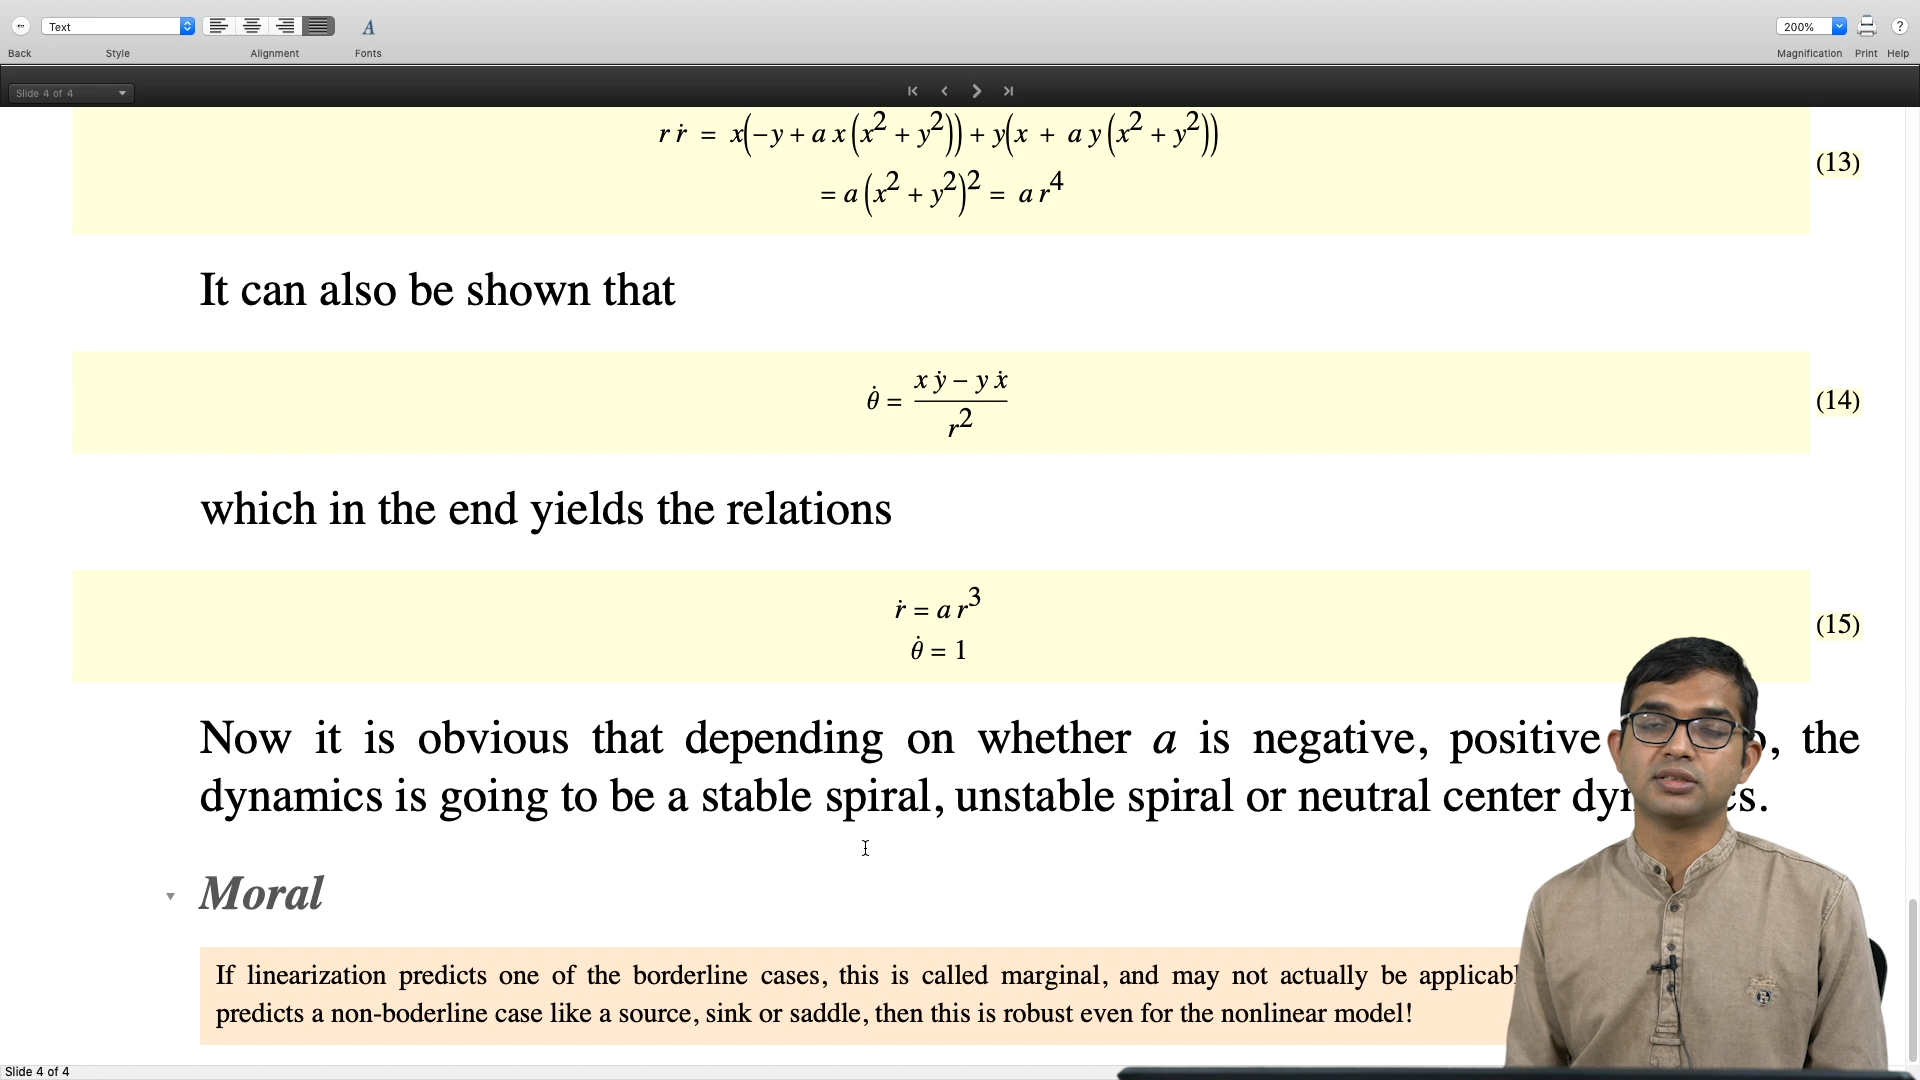 Text
200%
Back Style Alignment Fonts Magnification Print Help
Slide 4 of 4
r ṙ = x(−y + a x (x² + y²)) + y(x + a y (x² + y²))
= a (x² + y²)² = a r⁴
(13)
It can also be shown that
θ̇ = (x ẏ − y ẋ) / r²
(14)
which in the end yields the relations
ṙ = a r³
θ̇ = 1
(15)
Now it is obvious that depending on whether a is negative, positive , the
dynamics is going to be a stable spiral, unstable spiral or neutral center
Moral
If linearization predicts one of the borderline cases, this is called marginal, and may not actually be
predicts a non-boderline case like a source, sink or saddle, then this is robust even for the nonlinear model!
Slide 4 of 4